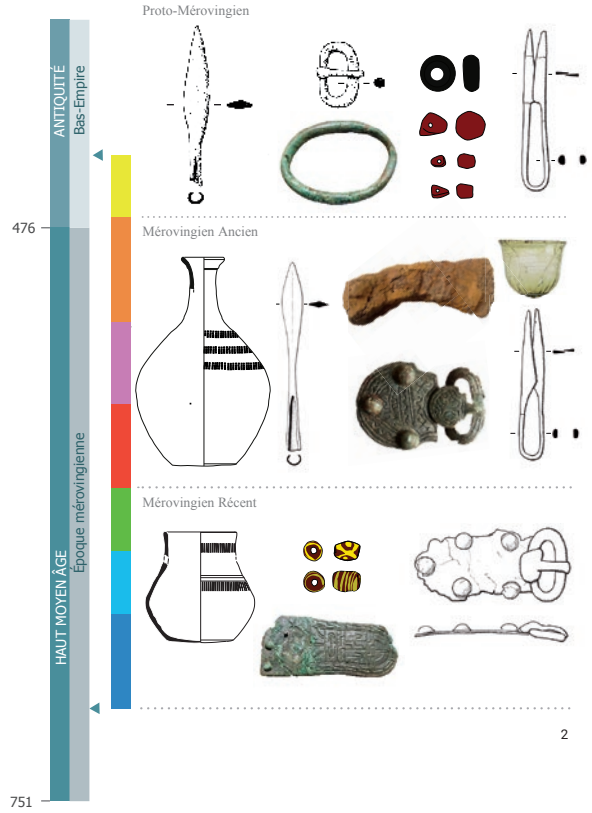 Proto-Mérovingien
ANTIQUITÉ
Bas-Empire
476
Mérovingien Ancien
HAUT MOYEN ÂGE
Époque mérovingienne
Mérovingien Récent
2
751